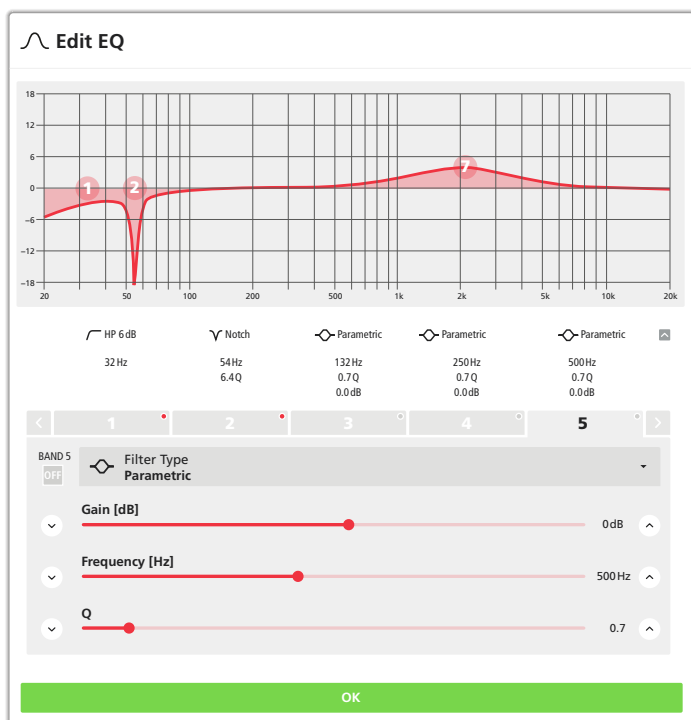 Edit EQ
18
12
6
0
-6
-12
-18
1 2 7
20 50 100 200 500 1k 2k 5k 10k 20k
HP 6 dB Notch Parametric Parametric Parametric
32 Hz 54 Hz 132 Hz 250 Hz 500 Hz
6.4 Q 0.7 Q 0.7 Q 0.7 Q
0.0 dB 0.0 dB 0.0 dB
1 2 3 4 5
BAND 5
OFF
Filter Type
Parametric
Gain [dB]
0 dB
Frequency [Hz]
500 Hz
Q
0.7
OK